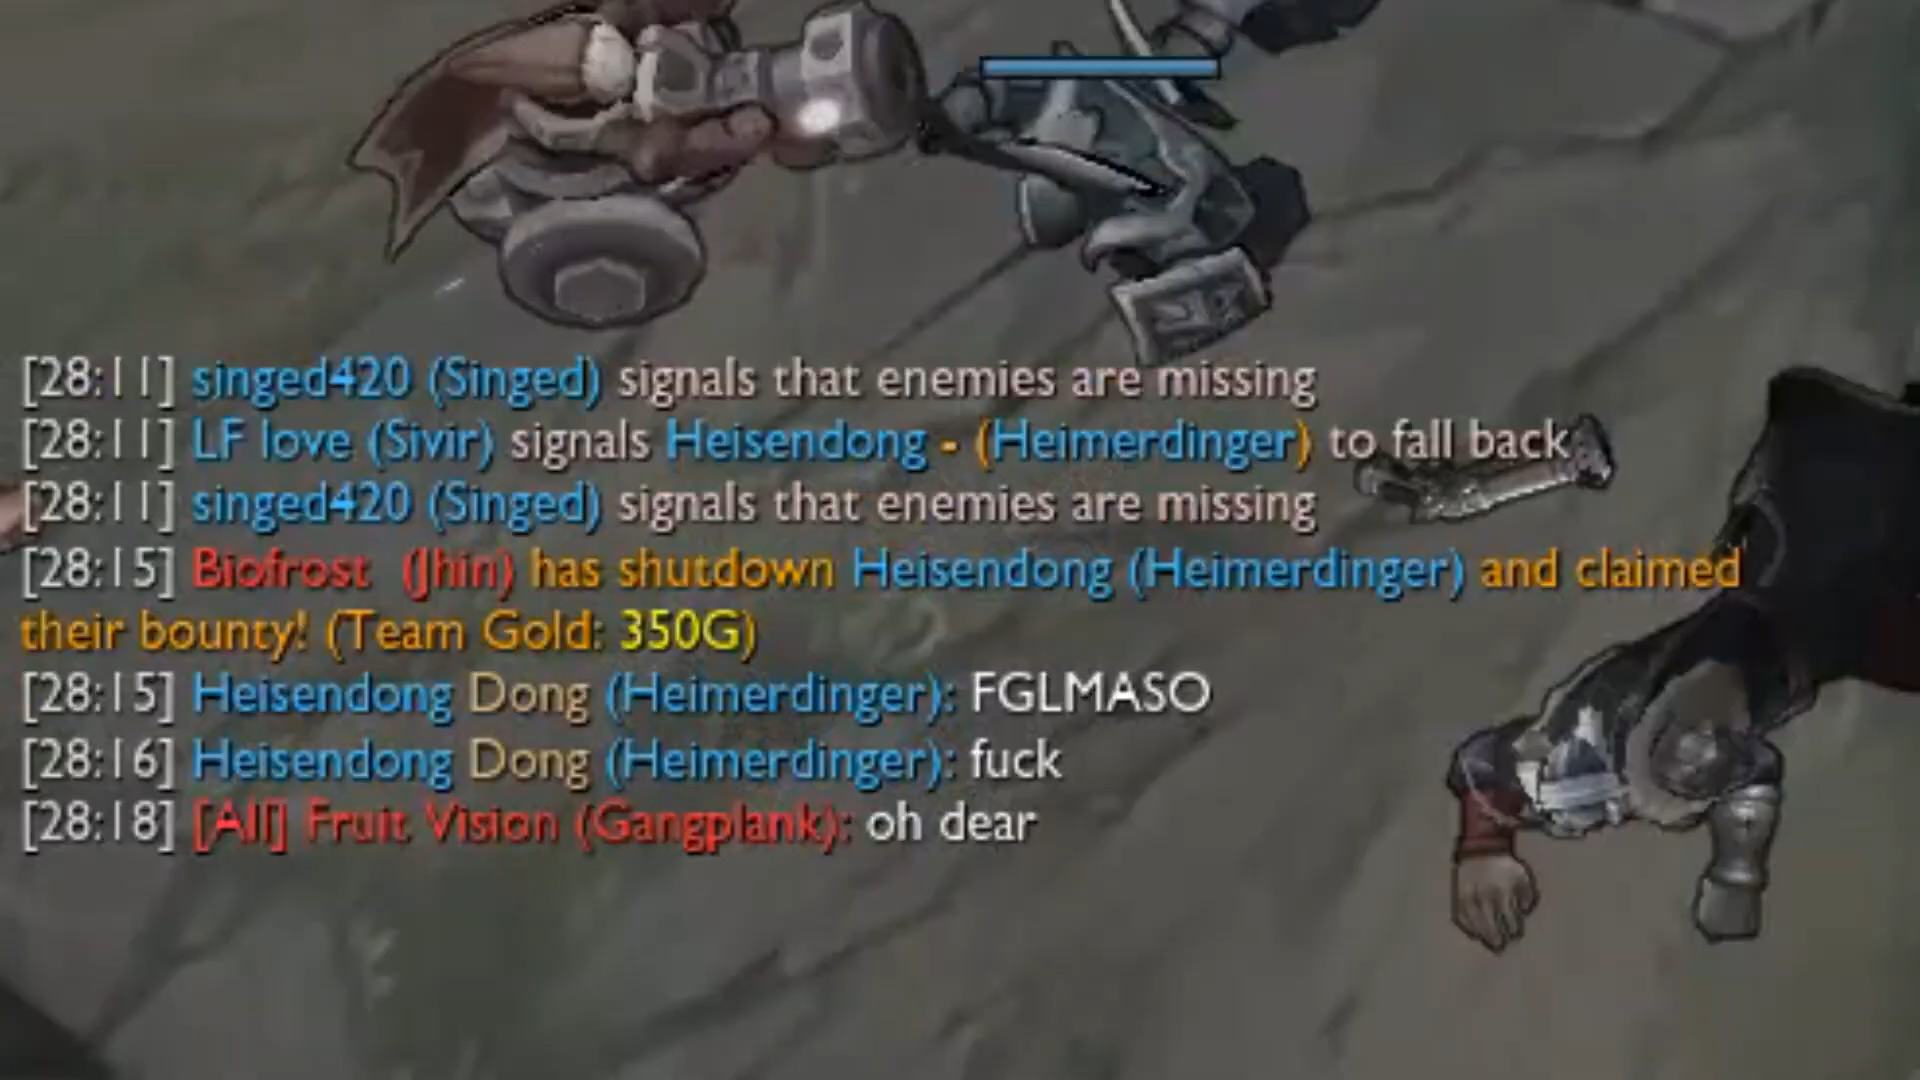 [28:11] singed420 (Singed) signals that enemies are missing
[28:11] LF love (Sivir) signals Heisendong - (Heimerdinger) to fall back
[28:11] singed420 (Singed) signals that enemies are missing
[28:15] Biofrost (Jhin) has shutdown Heisendong (Heimerdinger) and claimed
their bounty! (Team Gold: 350G)
[28:15] Heisendong Dong (Heimerdinger): FGLMASO
[28:16] Heisendong Dong (Heimerdinger): fuck
[28:18] [All] Fruit Vision (Gangplank): oh dear